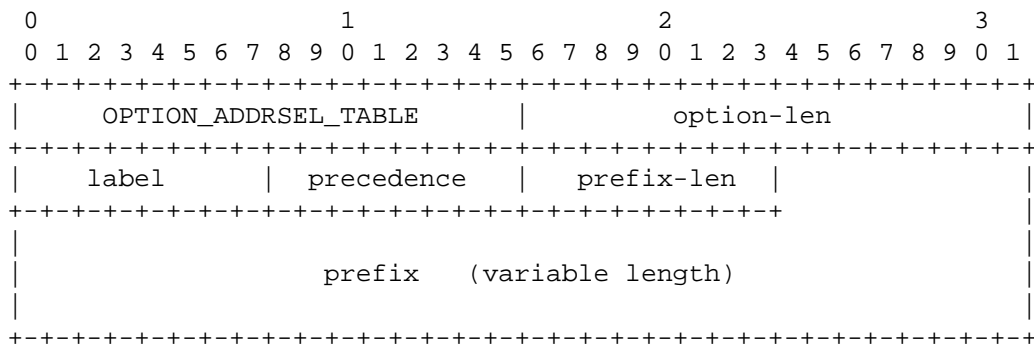 0                   1                   2                   3
 0 1 2 3 4 5 6 7 8 9 0 1 2 3 4 5 6 7 8 9 0 1 2 3 4 5 6 7 8 9 0 1
+-+-+-+-+-+-+-+-+-+-+-+-+-+-+-+-+-+-+-+-+-+-+-+-+-+-+-+-+-+-+-+-+
|     OPTION_ADDRSEL_TABLE      |         option-len            |
+-+-+-+-+-+-+-+-+-+-+-+-+-+-+-+-+-+-+-+-+-+-+-+-+-+-+-+-+-+-+-+-+
|    label      |  precedence   |   prefix-len  |               |
+-+-+-+-+-+-+-+-+-+-+-+-+-+-+-+-+-+-+-+-+-+-+-+-+               |
|                                                               |
|                   prefix   (variable length)                  |
|                                                               |
+-+-+-+-+-+-+-+-+-+-+-+-+-+-+-+-+-+-+-+-+-+-+-+-+-+-+-+-+-+-+-+-+